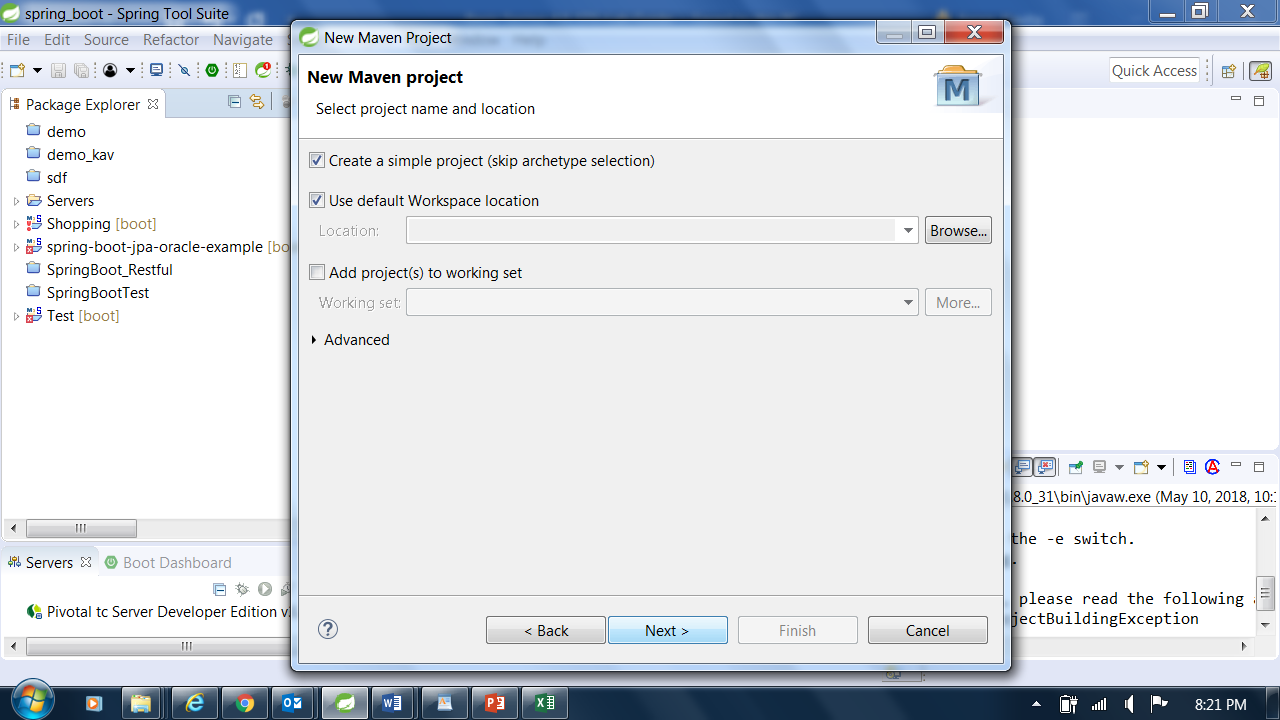 spring_boot - Spring Tool Suite
File Edit Source Refactor Navigate
Quick Access
Package Explorer
demo
demo_kav
sdf
Servers
Shopping [boot]
spring-boot-jpa-oracle-example [bo
SpringBoot_Restful
SpringBootTest
Test [boot]
Servers
Boot Dashboard
Pivotal tc Server Developer Edition v
New Maven Project
New Maven project
Select project name and location
M
Create a simple project (skip archetype selection)
Use default Workspace location
Location:
Browse...
Add project(s) to working set
Working set:
More...
Advanced
< Back
Next >
Finish
Cancel
8.0_31\bin\javaw.exe (May 10, 2018, 10:
the -e switch.
.
please read the following
jectBuildingException
8:21 PM